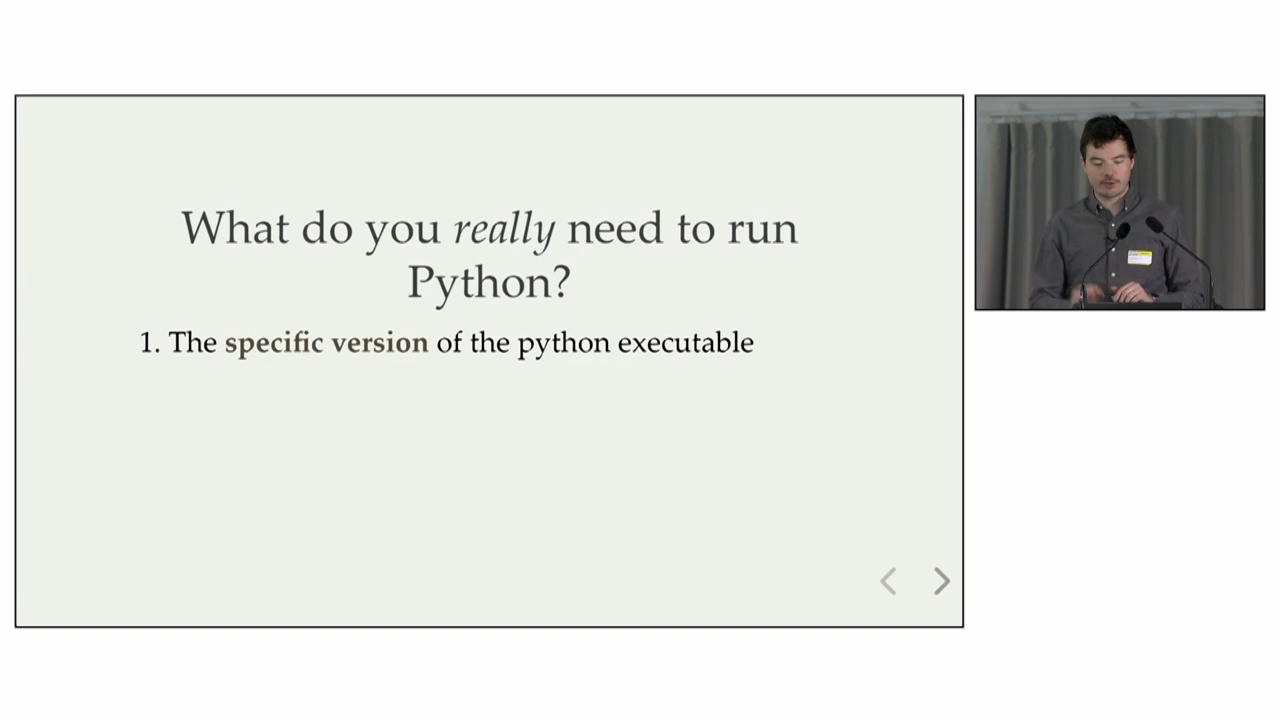 What do you really need to run
Python?
1. The specific version of the python executable